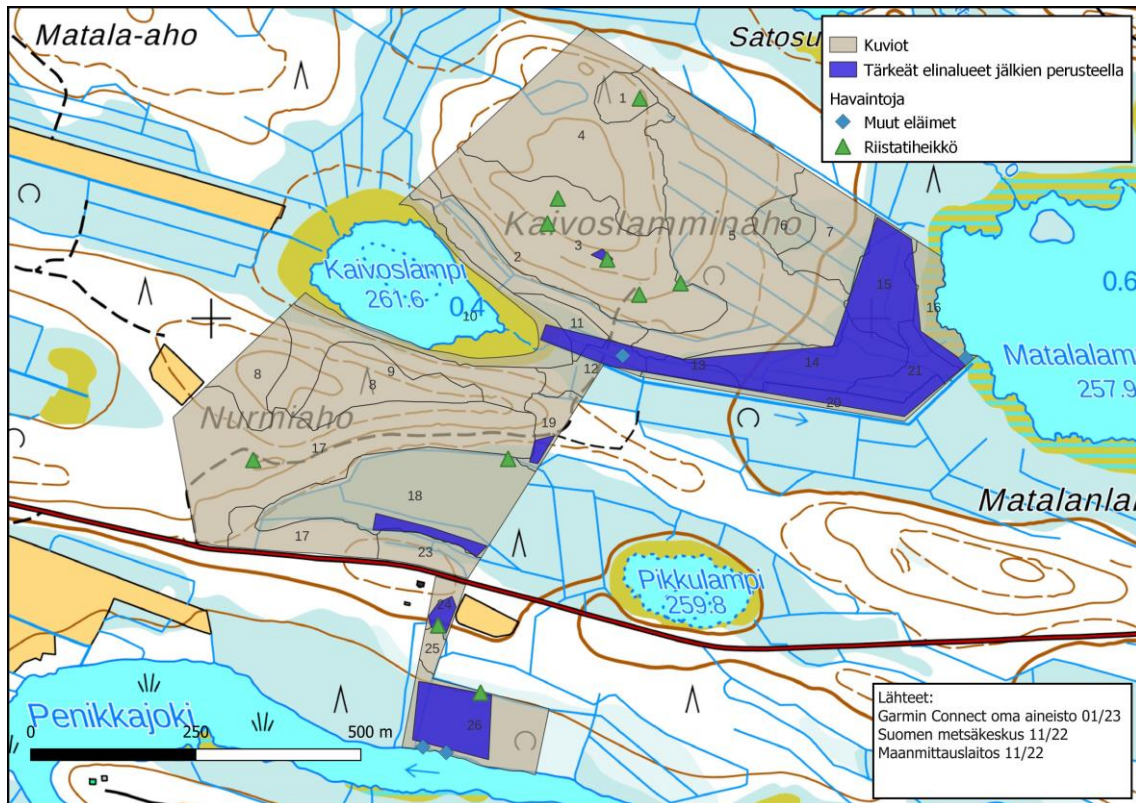 Matala-aho
Satosu
Kuviot
Tärkeät elinalueet jälkien perusteella
Havaintoja
Muut eläimet
Riistatiheikkö
1
4
Kaivoslamminaho
2
3
5
6
7
Kaivoslampi
261.6
0.4
10
15
16
0.6
11
12
13
14
21
20
Matalalam
257.9
8
9
8
Nurmiaho
17
19
18
17
23
Matalanla
Pikkulampi
259.8
24
25
26
Penikkajoki
0 250 500 m
Lähteet:
Garmin Connect oma aineisto 01/23
Suomen metsäkeskus 11/22
Maanmittauslaitos 11/22